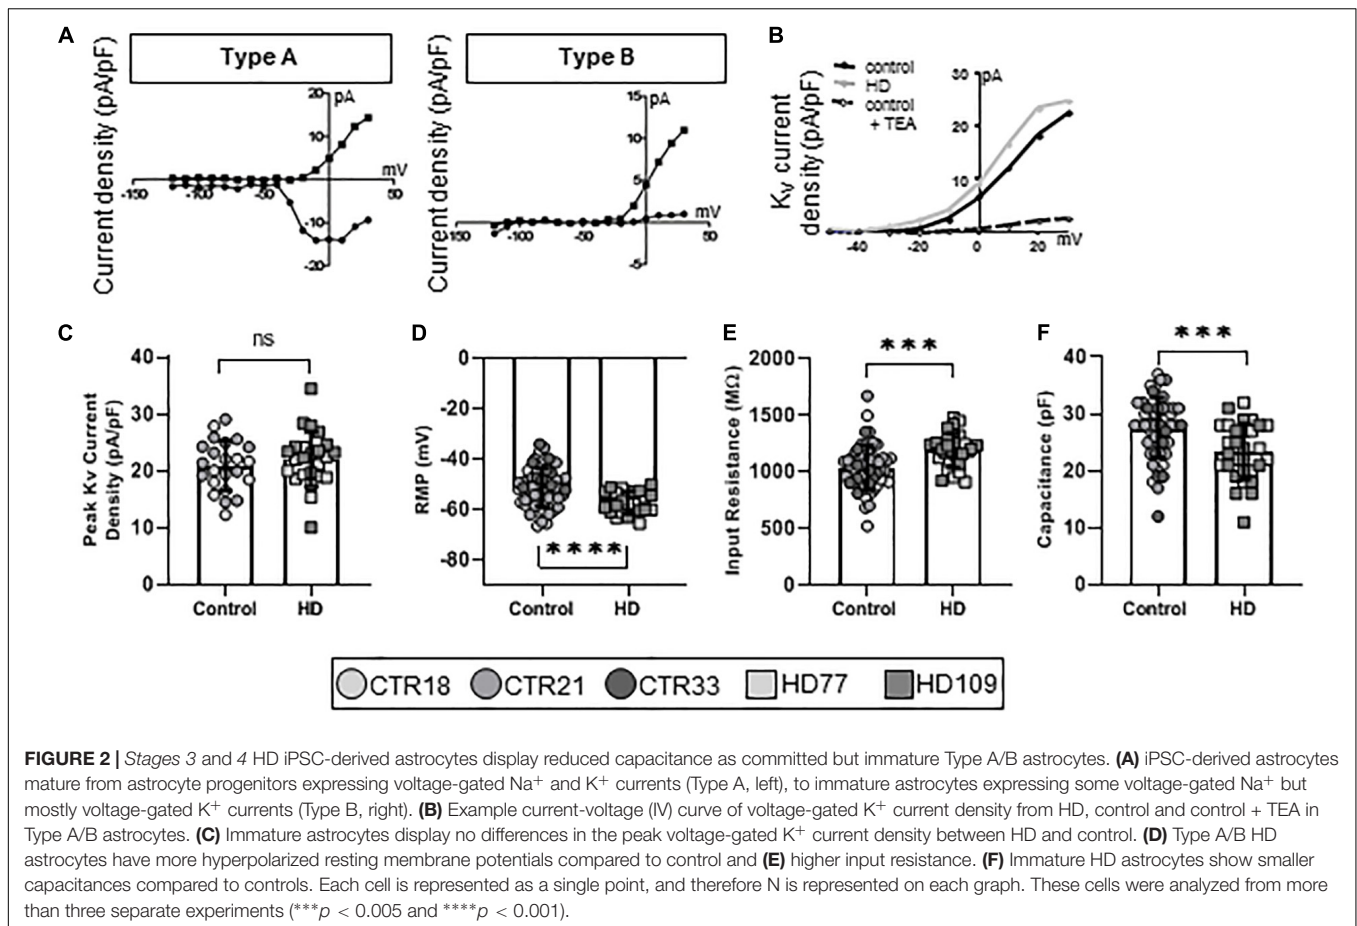 A
Type A
Current density (pA/pF)
20
pA
10
mV
-150
-100
-50
50
-10
-20
Type B
Current density (pA/pF)
15
pA
10
5
mV
-150
-100
-50
50
-5
B
control
HD
control
+ TEA
Kv current
density (pA/pF)
30
pA
20
10
-40
-20
0
20
mV
C
ns
Peak Kv Current
Density (pA/pF)
40
30
20
10
0
Control
HD
D
RMP (mV)
0
-20
-40
-60
-80
****
Control
HD
E
***
Input Resistance (MΩ)
2000
1500
1000
500
0
Control
HD
F
***
Capacitance (pF)
40
30
20
10
0
Control
HD
CTR18 CTR21 CTR33 HD77 HD109
FIGURE 2 | Stages 3 and 4 HD iPSC-derived astrocytes display reduced capacitance as committed but immature Type A/B astrocytes. (A) iPSC-derived astrocytes
mature from astrocyte progenitors expressing voltage-gated Na+ and K+ currents (Type A, left), to immature astrocytes expressing some voltage-gated Na+ but
mostly voltage-gated K+ currents (Type B, right). (B) Example current-voltage (IV) curve of voltage-gated K+ current density from HD, control and control + TEA in
Type A/B astrocytes. (C) Immature astrocytes display no differences in the peak voltage-gated K+ current density between HD and control. (D) Type A/B HD
astrocytes have more hyperpolarized resting membrane potentials compared to control and (E) higher input resistance. (F) Immature HD astrocytes show smaller
capacitances compared to controls. Each cell is represented as a single point, and therefore N is represented on each graph. These cells were analyzed from more
than three separate experiments (***p < 0.005 and ****p < 0.001).